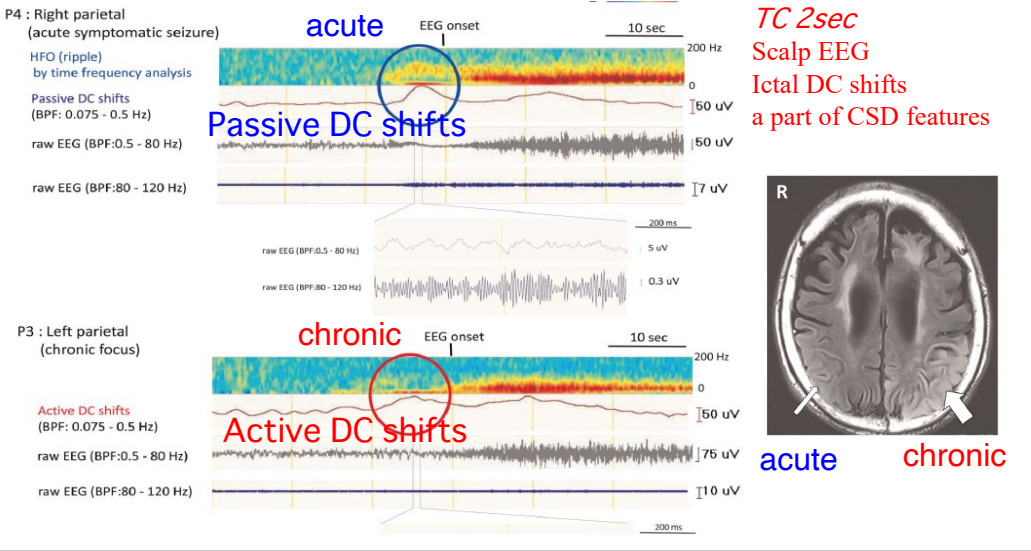 P4 : Right parietal
(acute symptomatic seizure)
acute
EEG onset
10 sec
HFO (ripple)
by time frequency analysis
200 Hz
0
Passive DC shifts
(BPF: 0.075 - 0.5 Hz)
50 uV
Passive DC shifts
raw EEG (BPF:0.5 - 80 Hz)
50 uV
raw EEG (BPF:80 - 120 Hz)
7 uV
200 ms
raw EEG (BPF:0.5 - 80 Hz)
5 uV
raw EEG (BPF:80 - 120 Hz)
0.3 uV
P3 : Left parietal
(chronic focus)
chronic
EEG onset
10 sec
200 Hz
0
Active DC shifts
(BPF: 0.075 - 0.5 Hz)
50 uV
Active DC shifts
raw EEG (BPF:0.5 - 80 Hz)
75 uV
raw EEG (BPF:80 - 120 Hz)
10 uV
200 ms
TC 2sec
Scalp EEG
Ictal DC shifts
a part of CSD features
R
acute
chronic